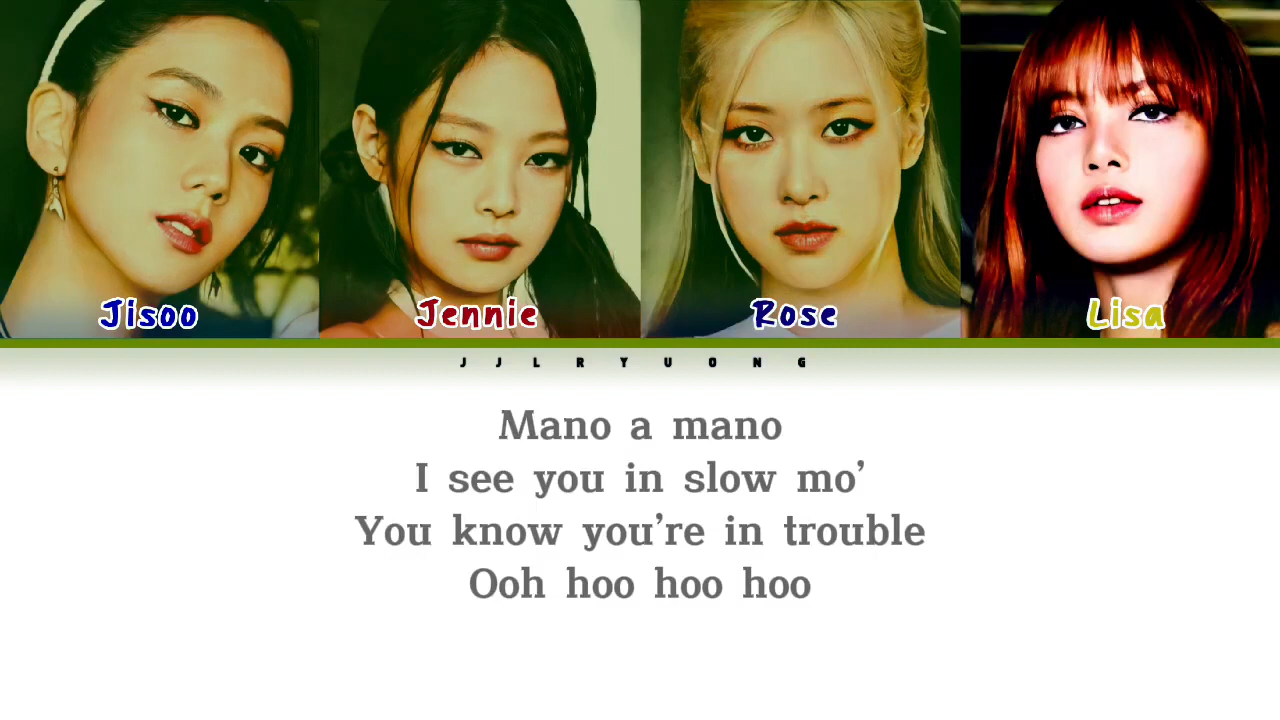 Jisoo Jennie Rose Lisa
J J L R Y U O N G
Mano a mano
I see you in slow mo’
You know you’re in trouble
Ooh hoo hoo hoo